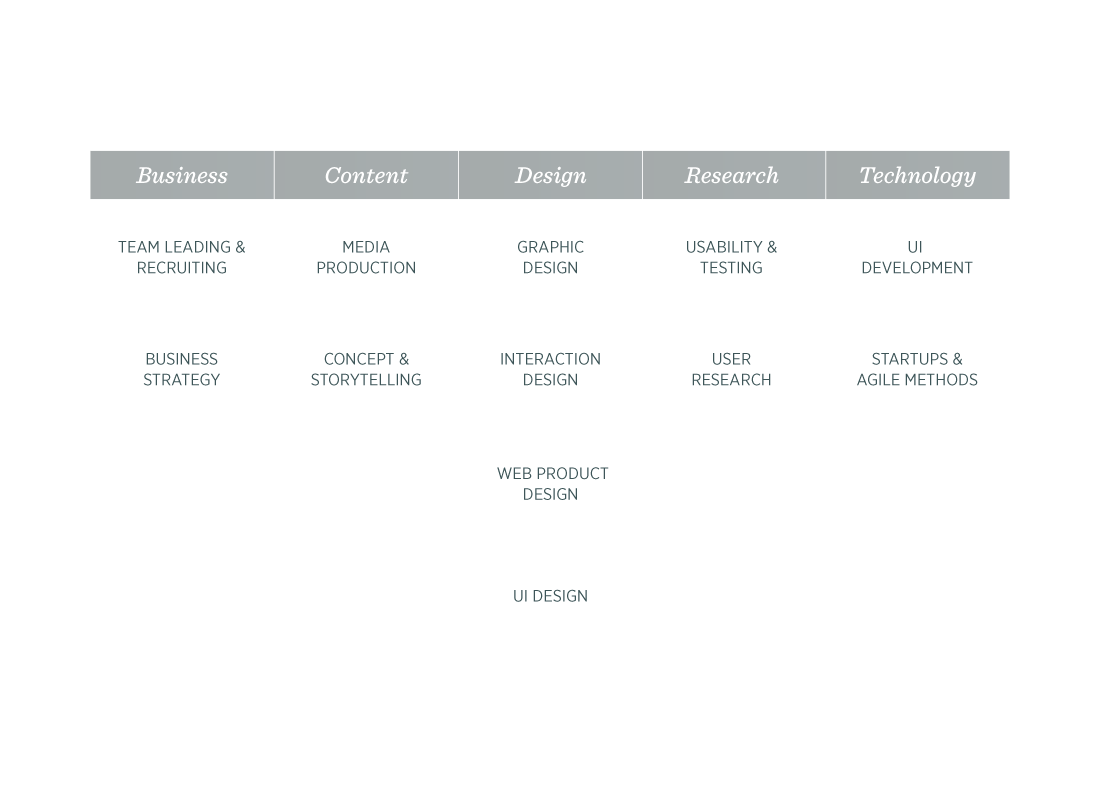 Business Content Design Research Technology
TEAM LEADING &
RECRUITING
MEDIA
PRODUCTION
GRAPHIC
DESIGN
USABILITY &
TESTING
UI
DEVELOPMENT
BUSINESS
STRATEGY
CONCEPT &
STORYTELLING
INTERACTION
DESIGN
USER
RESEARCH
STARTUPS &
AGILE METHODS
WEB PRODUCT
DESIGN
UI DESIGN